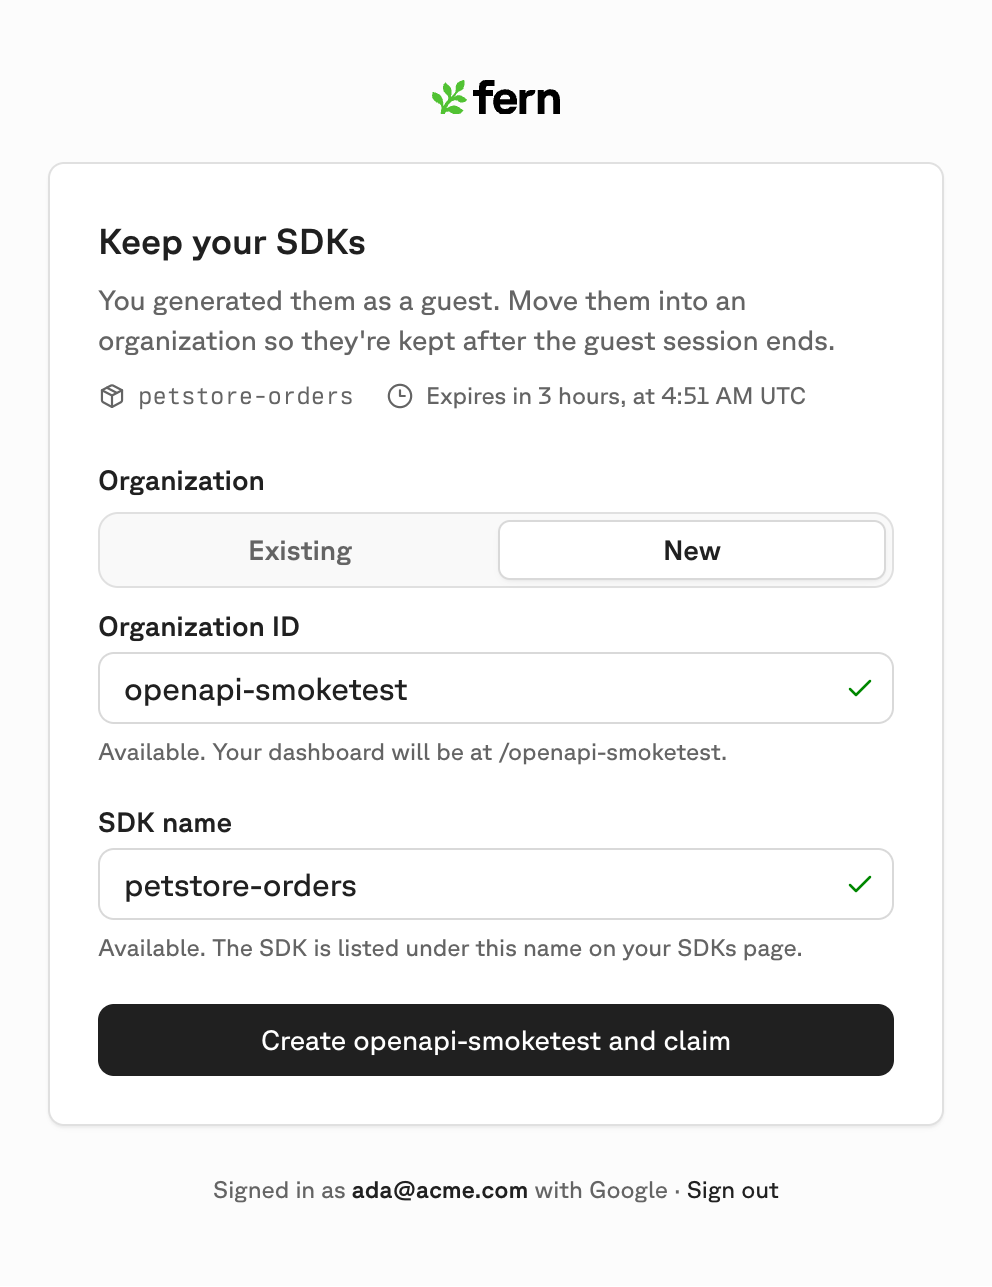 fern
Keep your SDKs
You generated them as a guest. Move them into an
organization so they're kept after the guest session ends.
petstore-orders Expires in 3 hours, at 4:51 AM UTC
Organization
Existing New
Organization ID
openapi-smoketest
Available. Your dashboard will be at /openapi-smoketest.
SDK name
petstore-orders
Available. The SDK is listed under this name on your SDKs page.
Create openapi-smoketest and claim
Signed in as ada@acme.com with Google · Sign out